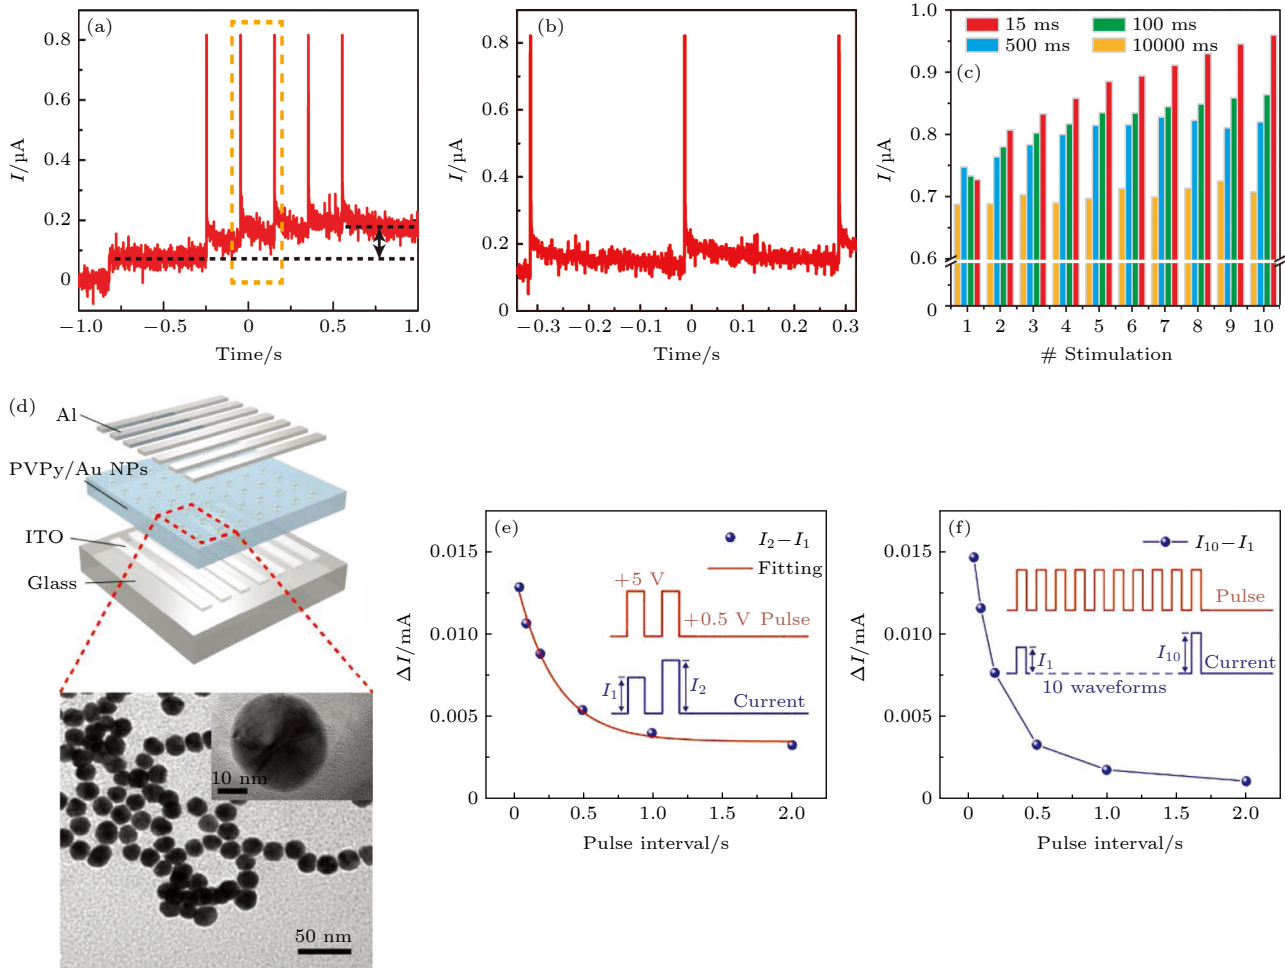 (a)
I/µA
0.8
0.6
0.4
0.2
0
−1.0 −0.5 0 0.5 1.0
Time/s
(b)
I/µA
0.8
0.6
0.4
0.2
0
−0.3 −0.2 −0.1 0 0.1 0.2 0.3
Time/s
(c)
15 ms 100 ms
500 ms 10000 ms
I/µA
1.0
0.9
0.8
0.7
0.6
0
1 2 3 4 5 6 7 8 9 10
# Stimulation
(d)
Al
PVPy/Au NPs
ITO
Glass
10 nm
50 nm
(e)
I2−I1
Fitting
+5 V
+0.5 V Pulse
I1 I2
Current
ΔI/mA
0.015
0.010
0.005
0
0 0.5 1.0 1.5 2.0
Pulse interval/s
(f)
I10−I1
Pulse
I1 I10
Current
10 waveforms
ΔI/mA
0.015
0.010
0.005
0
0 0.5 1.0 1.5 2.0
Pulse interval/s